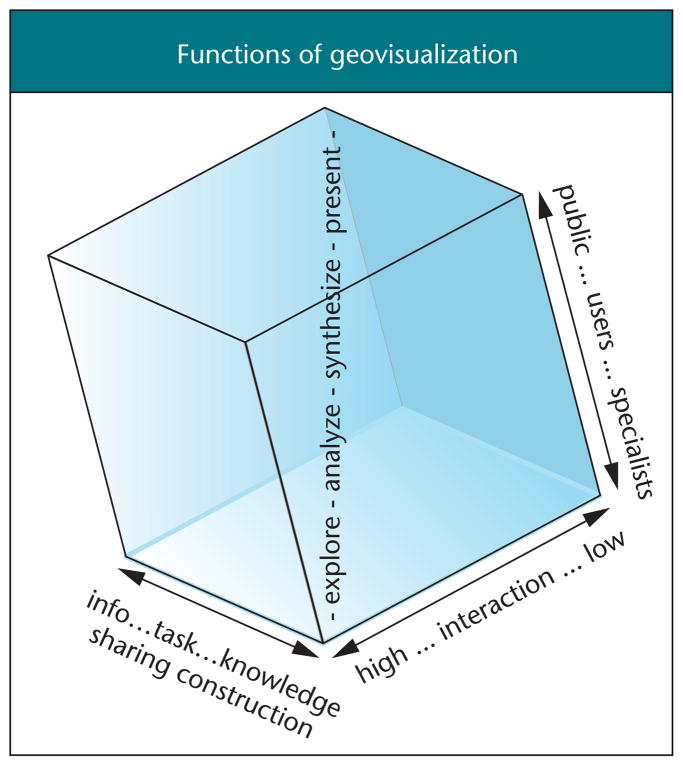 Functions of geovisualization
- explore - analyze - synthesize - present -
public ... users ... specialists
info...task...knowledge
sharing construction
high ... interaction ... low